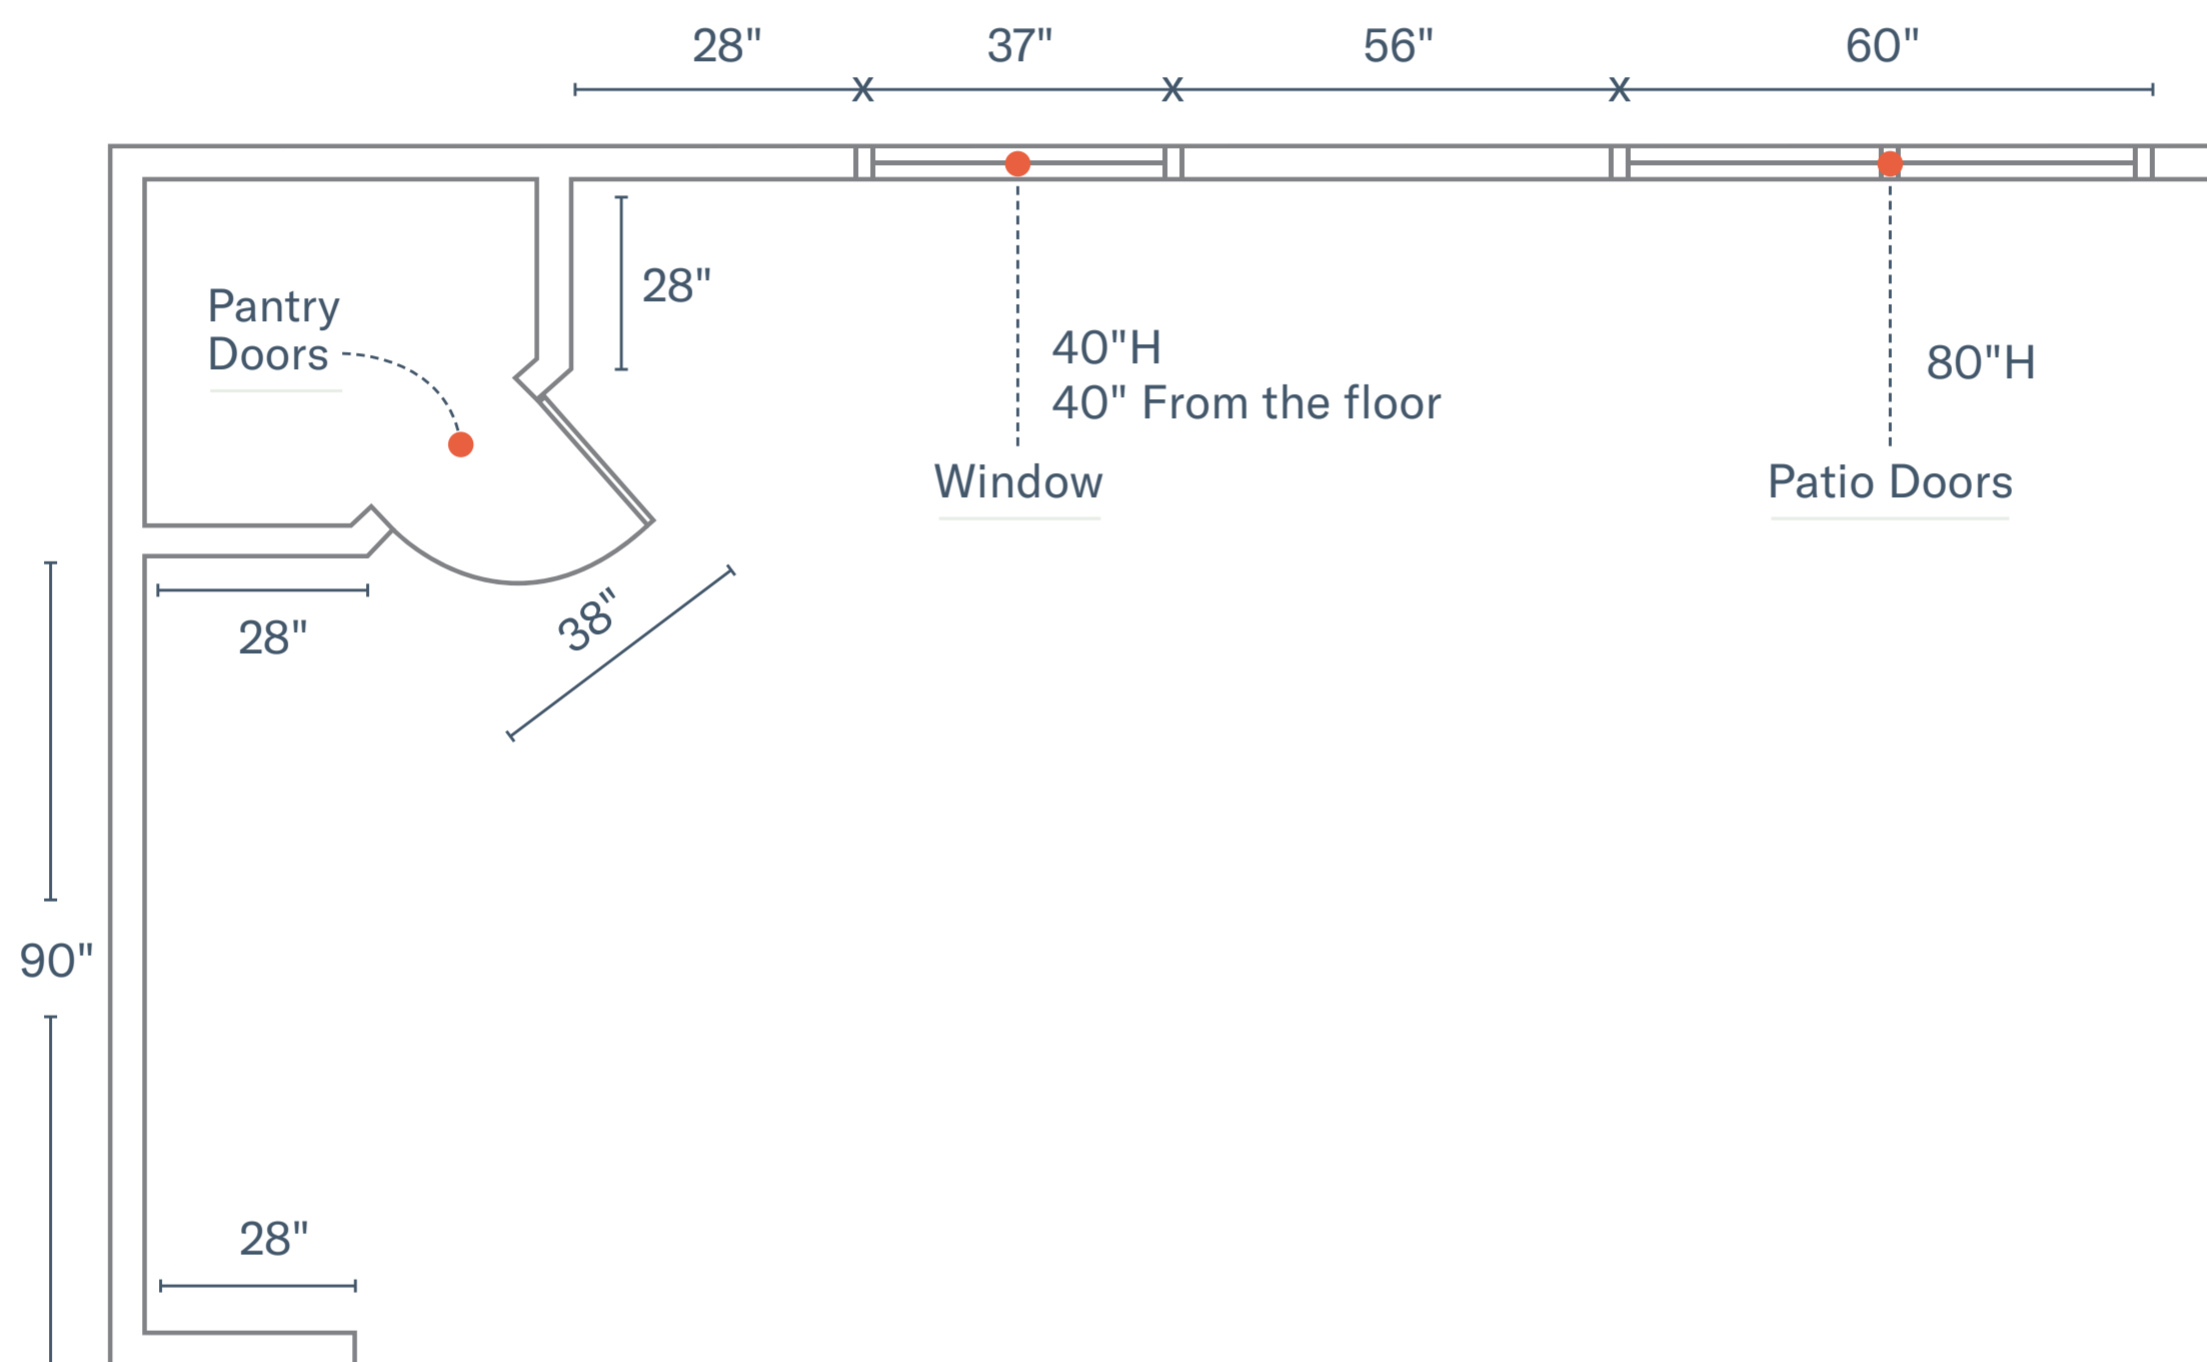 28"
37"
56"
60"
x
x
x
28"
Pantry
Doors
40"H
40" From the floor
80"H
Window
Patio Doors
28"
38"
90"
28"